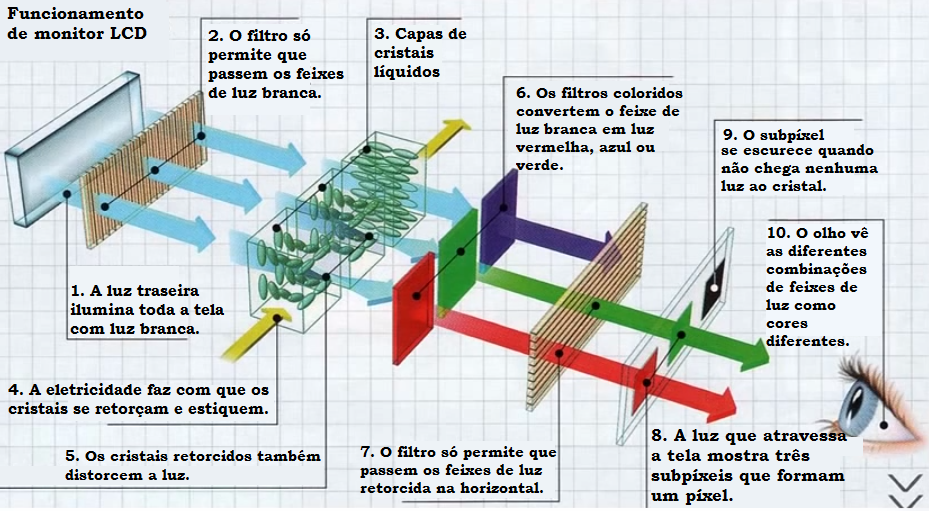 Funcionamento
de monitor LCD
2. O filtro só
permite que
passem os feixes
de luz branca.
3. Capas de
cristais
líquidos
6. Os filtros coloridos
convertem o feixe de
luz branca em luz
vermelha, azul ou
verde.
9. O subpíxel
se escurece quando
não chega nenhuma
luz ao cristal.
10. O olho vê
as diferentes
combinações
de feixes de
luz como
cores
diferentes.
1. A luz traseira
ilumina toda a tela
com luz branca.
4. A eletricidade faz com que os
cristais se retorçam e estiquem.
5. Os cristais retorcidos também
distorcem a luz.
7. O filtro só permite que
passem os feixes de luz
retorcida na horizontal.
8. A luz que atravessa
a tela mostra três
subpíxeis que formam
um píxel.